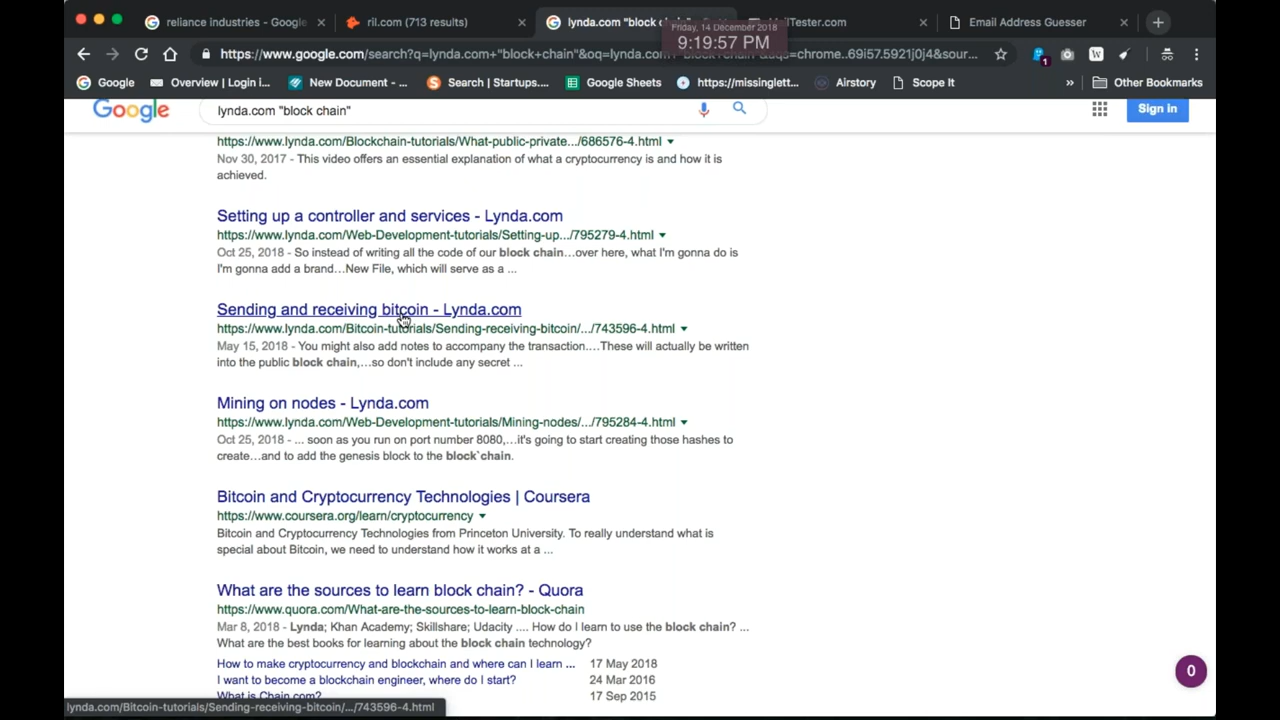 reliance industries - Google
ril.com (713 results)
lynda.com "block chain"
MailTester.com
Email Address Guesser
Friday, 14 December 2018
9:19:57 PM
https://www.google.com/search?q=lynda.com+"block+chain"&oq=lynda.com
chrome..69i57.5921j0j4&sour...
1
Google
Overview | Login i...
New Document - ...
Search | Startups...
Google Sheets
https://missinglett...
Airstory
Scope It
»
Other Bookmarks
Google
lynda.com "block chain"
Sign in
https://www.lynda.com/Blockchain-tutorials/What-public-private.../686576-4.html
Nov 30, 2017 - This video offers an essential explanation of what a cryptocurrency is and how it is
achieved.
Setting up a controller and services - Lynda.com
https://www.lynda.com/Web-Development-tutorials/Setting-up.../795279-4.html
Oct 25, 2018 - So instead of writing all the code of our block chain…over here, what I'm gonna do is
I'm gonna add a brand…New File, which will serve as a ...
Sending and receiving bitcoin - Lynda.com
https://www.lynda.com/Bitcoin-tutorials/Sending-receiving-bitcoin/.../743596-4.html
May 15, 2018 - You might also add notes to accompany the transaction.…These will actually be written
into the public block chain,…so don't include any secret ...
Mining on nodes - Lynda.com
https://www.lynda.com/Web-Development-tutorials/Mining-nodes/.../795284-4.html
Oct 25, 2018 - ... soon as you run on port number 8080,…it's going to start creating those hashes to
create…and to add the genesis block to the block`chain.
Bitcoin and Cryptocurrency Technologies | Coursera
https://www.coursera.org/learn/cryptocurrency
Bitcoin and Cryptocurrency Technologies from Princeton University. To really understand what is
special about Bitcoin, we need to understand how it works at a ...
What are the sources to learn block chain? - Quora
https://www.quora.com/What-are-the-sources-to-learn-block-chain
Mar 8, 2018 - Lynda; Khan Academy; Skillshare; Udacity .... How do I learn to use the block chain? ...
What are the best books for learning about the block chain technology?
How to make cryptocurrency and blockchain and where can I learn ... 17 May 2018
I want to become a blockchain engineer, where do I start? 24 Mar 2016
What is Chain.com? 17 Sep 2015
0
lynda.com/Bitcoin-tutorials/Sending-receiving-bitcoin/.../743596-4.html